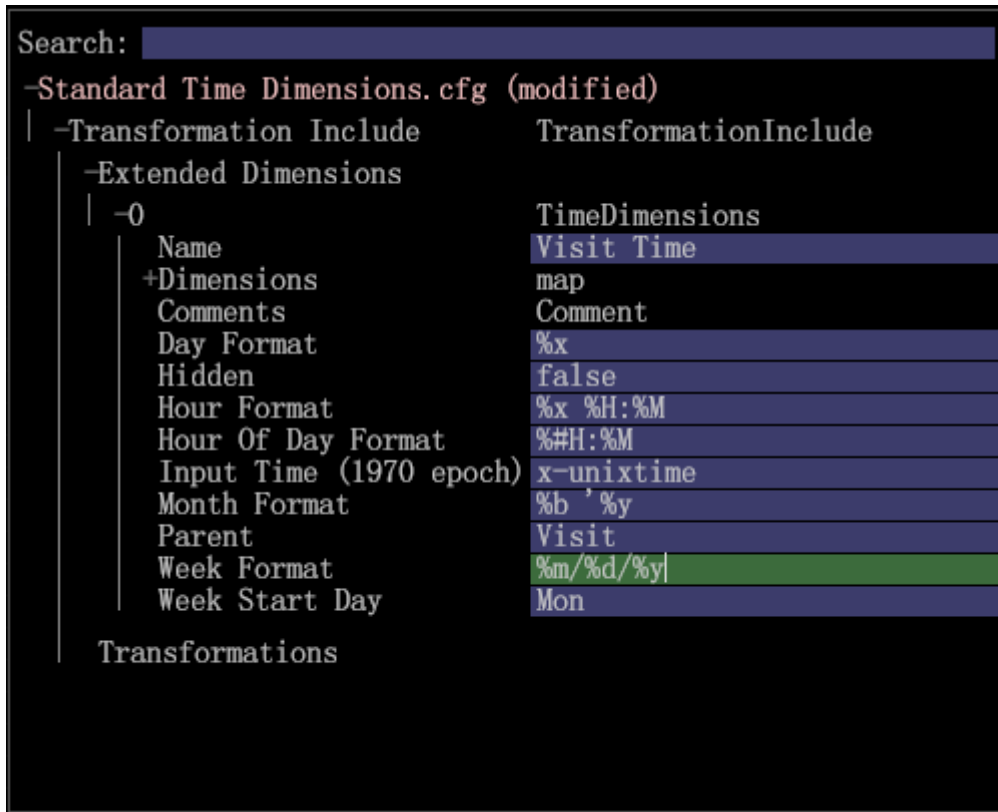 Search:
Standard Time Dimensions.cfg (modified)
Transformation Include TransformationInclude
Extended Dimensions
0 TimeDimensions
Name Visit Time
+Dimensions map
Comments Comment
Day Format %x
Hidden false
Hour Format %x %H:%M
Hour Of Day Format %#H:%M
Input Time (1970 epoch) x-unixtime
Month Format %b '%y
Parent Visit
Week Format %m/%d/%y
Week Start Day Mon
Transformations